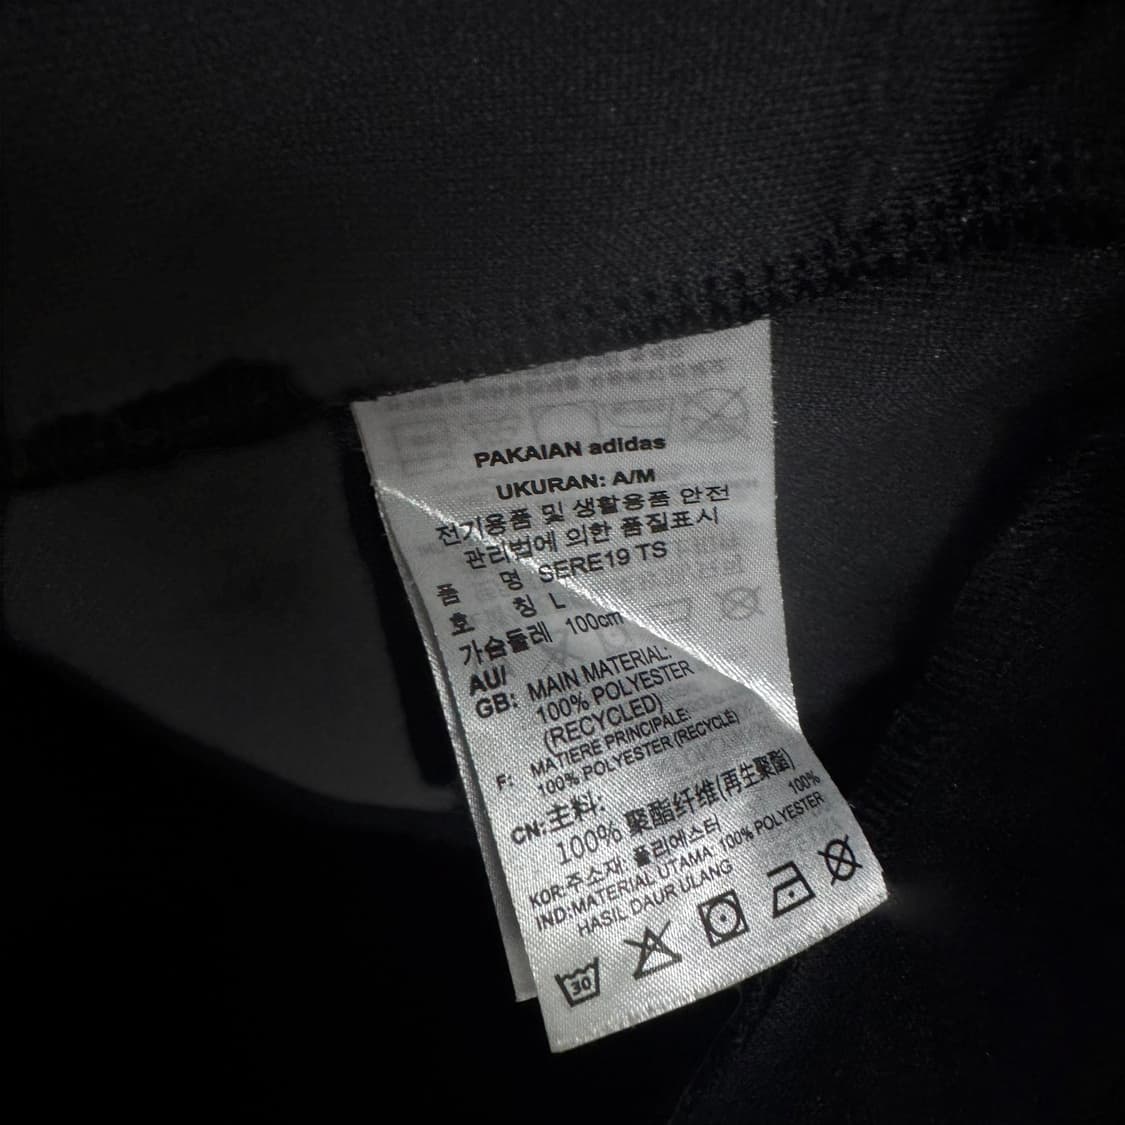 PAKAIAN adidas
UKURAN: A/M
전기용품 및 생활용품 안전
관리법에 의한 품질표시
품 명 SERE19 TS
호 칭 L
가슴둘레 100cm
AU/
GB: MAIN MATERIAL:
100% POLYESTER
(RECYCLED)
F: MATIERE PRINCIPALE:
100% POLYESTER (RECYCLÉ)
CN:主料:
100% 聚酯纤维(再生聚酯)
KOR:주소재: 폴리에스터 100%
IND:MATERIAL UTAMA: 100% POLYESTER
HASIL DAUR ULANG
30